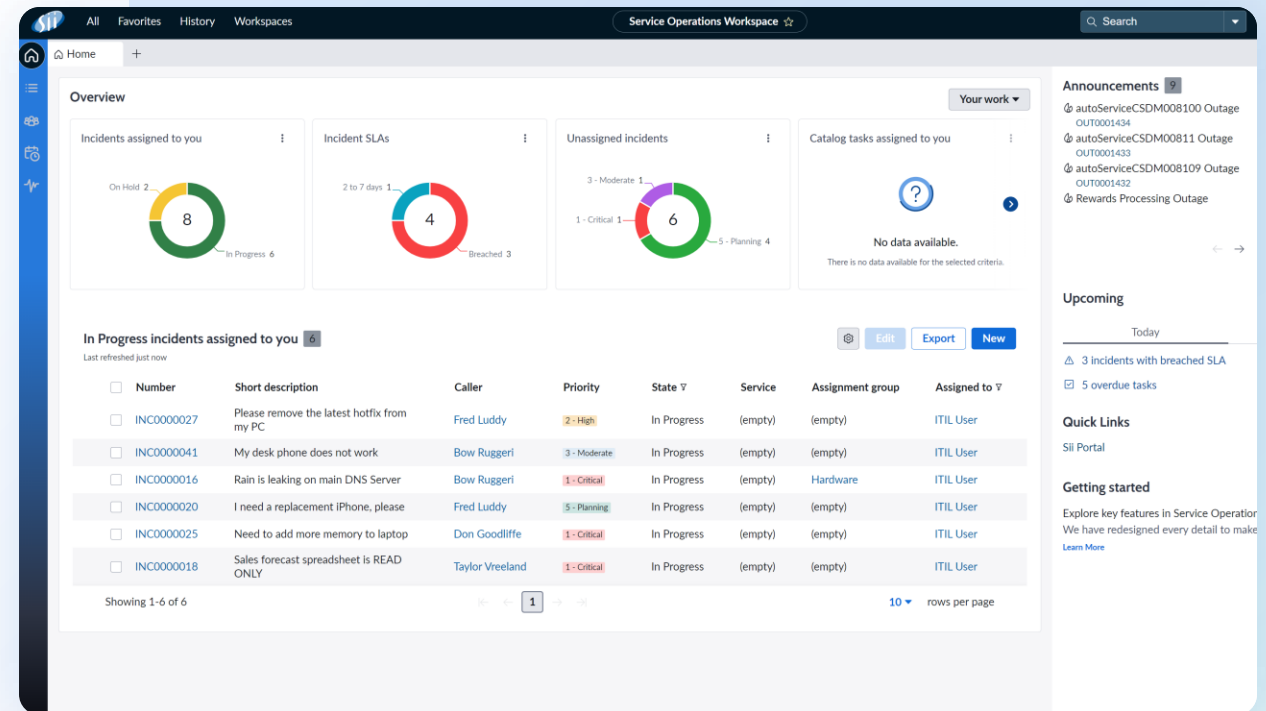 sii
All Favorites History Workspaces
Service Operations Workspace
Search
Home
Overview
Your work
Incidents assigned to you
On Hold 2
8
In Progress 6
Incident SLAs
2 to 7 days 1
4
Breached 3
Unassigned incidents
3 - Moderate 1
1 - Critical 1
6
5 - Planning 4
Catalog tasks assigned to you
?
No data available.
There is no data available for the selected criteria.
In Progress incidents assigned to you 6
Last refreshed just now
Edit Export New
Number Short description Caller Priority State Service Assignment group Assigned to
INC0000027 Please remove the latest hotfix from
my PC Fred Luddy 2 - High In Progress (empty) (empty) ITIL User
INC0000041 My desk phone does not work Bow Ruggeri 3 - Moderate In Progress (empty) (empty) ITIL User
INC0000016 Rain is leaking on main DNS Server Bow Ruggeri 1 - Critical In Progress (empty) Hardware ITIL User
INC0000020 I need a replacement iPhone, please Fred Luddy 5 - Planning In Progress (empty) (empty) ITIL User
INC0000025 Need to add more memory to laptop Don Goodliffe 1 - Critical In Progress (empty) (empty) ITIL User
INC0000018 Sales forecast spreadsheet is READ
ONLY Taylor Vreeland 1 - Critical In Progress (empty) (empty) ITIL User
Showing 1-6 of 6
1
10 rows per page
Announcements 9
autoServiceCSDM008100 Outage
OUT0001434
autoServiceCSDM00811 Outage
OUT0001433
autoServiceCSDM008109 Outage
OUT0001432
Rewards Processing Outage
Upcoming
Today
3 incidents with breached SLA
5 overdue tasks
Quick Links
Sii Portal
Getting started
Explore key features in Service Operation
We have redesigned every detail to make
Learn More